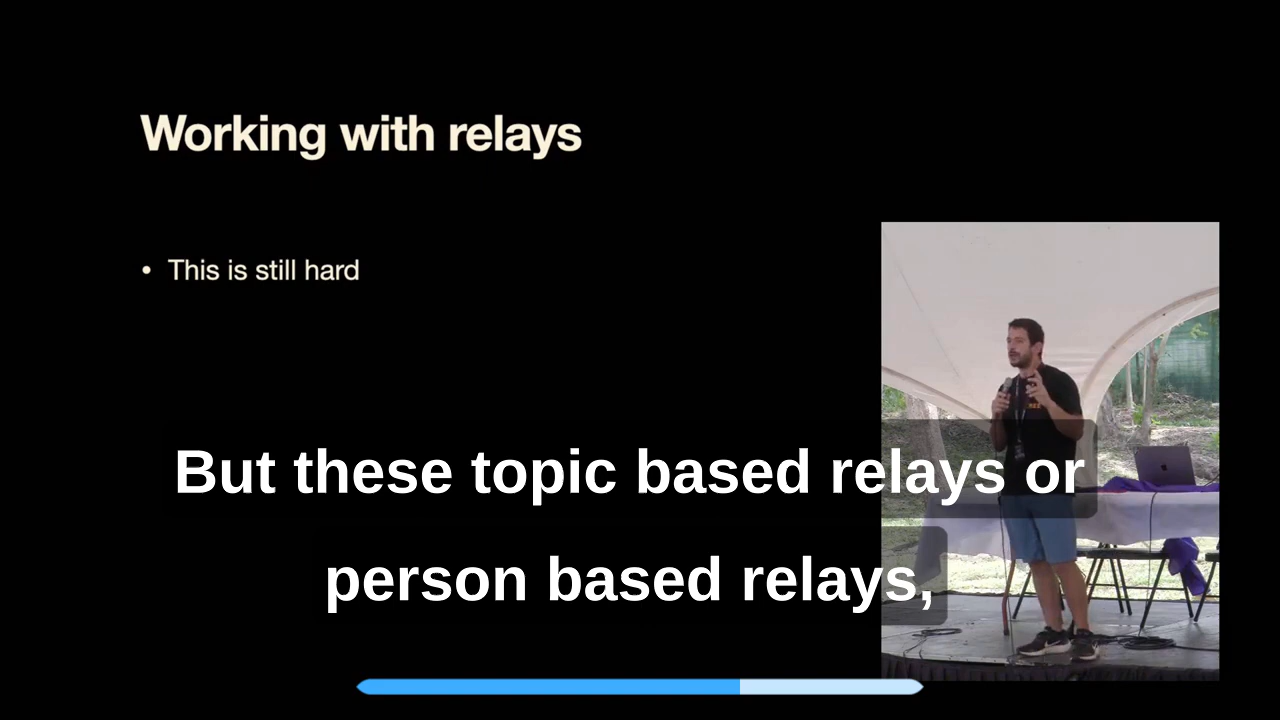 Working with relays
• This is still hard
But these topic based relays or
person based relays,